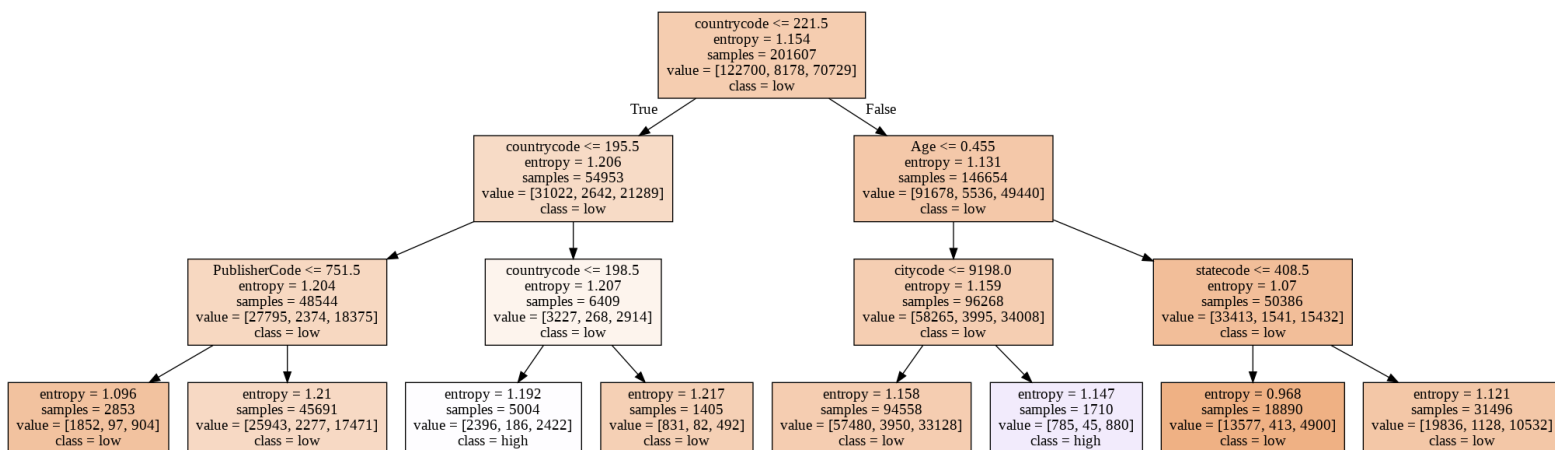 countrycode <= 221.5
entropy = 1.154
samples = 201607
value = [122700, 8178, 70729]
class = low
True
False
countrycode <= 195.5
entropy = 1.206
samples = 54953
value = [31022, 2642, 21289]
class = low
Age <= 0.455
entropy = 1.131
samples = 146654
value = [91678, 5536, 49440]
class = low
PublisherCode <= 751.5
entropy = 1.204
samples = 48544
value = [27795, 2374, 18375]
class = low
countrycode <= 198.5
entropy = 1.207
samples = 6409
value = [3227, 268, 2914]
class = low
citycode <= 9198.0
entropy = 1.159
samples = 96268
value = [58265, 3995, 34008]
class = low
statecode <= 408.5
entropy = 1.07
samples = 50386
value = [33413, 1541, 15432]
class = low
entropy = 1.096
samples = 2853
value = [1852, 97, 904]
class = low
entropy = 1.21
samples = 45691
value = [25943, 2277, 17471]
class = low
entropy = 1.192
samples = 5004
value = [2396, 186, 2422]
class = high
entropy = 1.217
samples = 1405
value = [831, 82, 492]
class = low
entropy = 1.158
samples = 94558
value = [57480, 3950, 33128]
class = low
entropy = 1.147
samples = 1710
value = [785, 45, 880]
class = high
entropy = 0.968
samples = 18890
value = [13577, 413, 4900]
class = low
entropy = 1.121
samples = 31496
value = [19836, 1128, 10532]
class = low